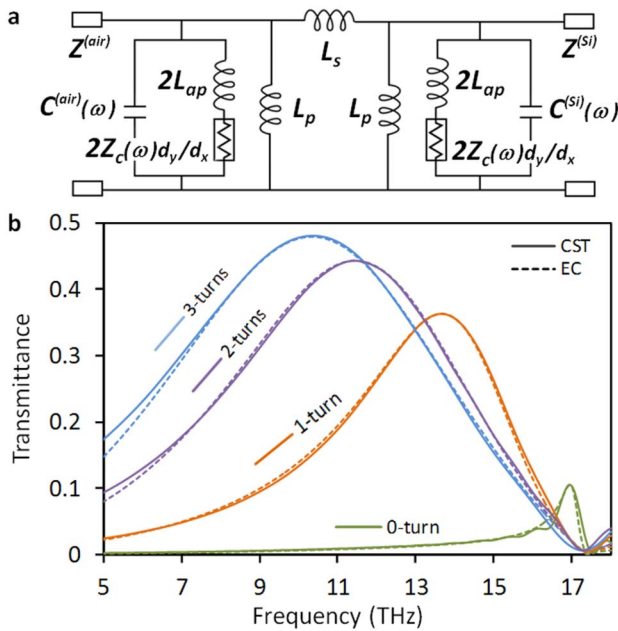 a
Z^(air)
L_s
Z^(Si)
2L_ap
2L_ap
C^(air)(ω)
L_p
L_p
C^(Si)(ω)
2Z_c(ω)d_y/d_x
2Z_c(ω)d_y/d_x
b
0.5
0.4
0.3
0.2
0.1
0
Transmittance
3-turns
2-turns
1-turn
0-turn
CST
EC
5 7 9 11 13 15 17
Frequency (THz)